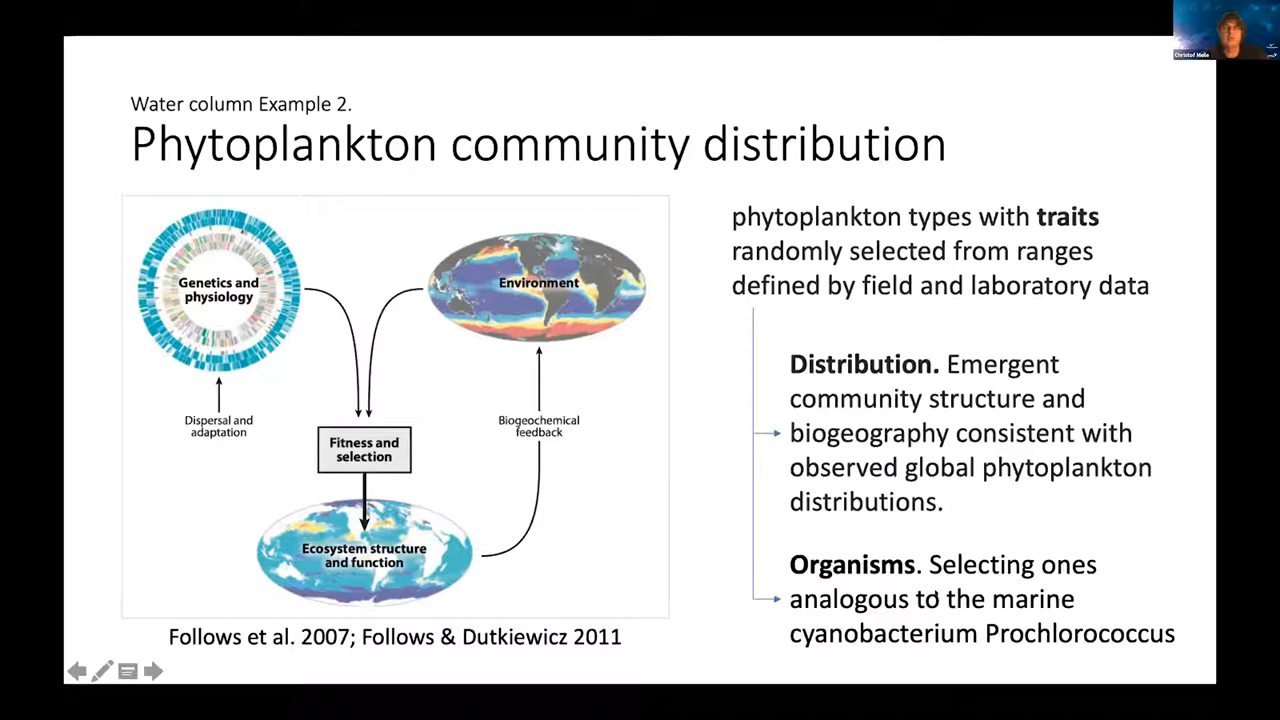 Christof Meile
Water column Example 2.
Phytoplankton community distribution
Genetics and
physiology
Environment
Dispersal and
adaptation
Biogeochemical
feedback
Fitness and
selection
Ecosystem structure
and function
Follows et al. 2007; Follows & Dutkiewicz 2011
phytoplankton types with traits
randomly selected from ranges
defined by field and laboratory data
Distribution. Emergent
community structure and
biogeography consistent with
observed global phytoplankton
distributions.
Organisms. Selecting ones
analogous to the marine
cyanobacterium Prochlorococcus